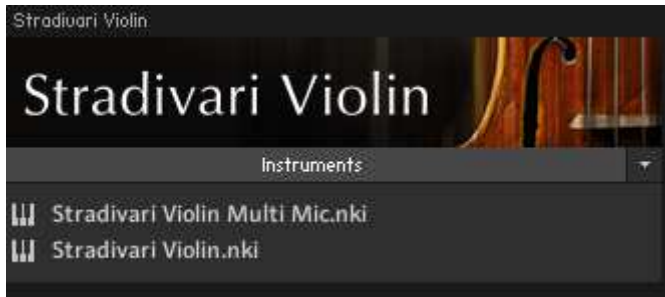 Stradivari Violin
Stradivari Violin
Instruments
Stradivari Violin Multi Mic.nki
Stradivari Violin.nki